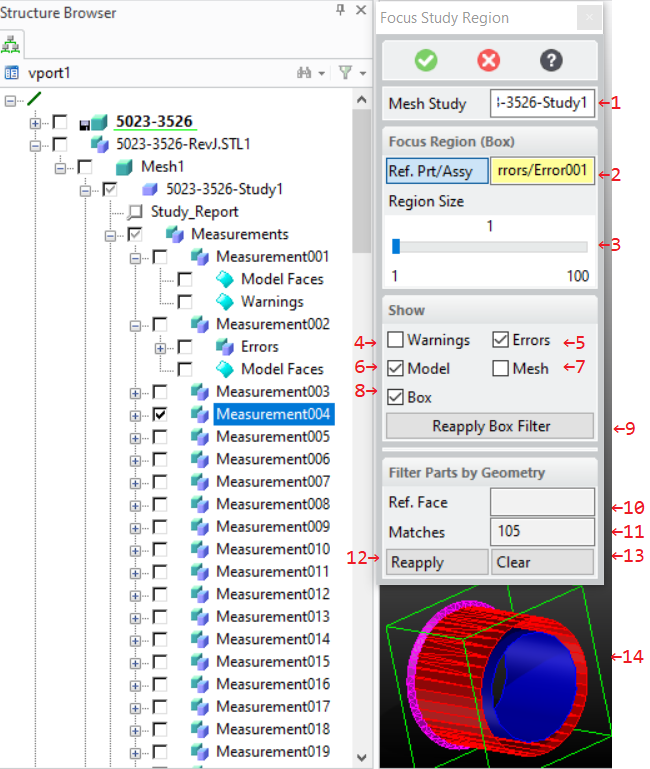 Structure Browser
vport1
5023-3526
5023-3526-RevJ.STL1
Mesh1
5023-3526-Study1
Study_Report
Measurements
Measurement001
Model Faces
Warnings
Measurement002
Errors
Model Faces
Measurement003
Measurement004
Measurement005
Measurement006
Measurement007
Measurement008
Measurement009
Measurement010
Measurement011
Measurement012
Measurement013
Measurement014
Measurement015
Measurement016
Measurement017
Measurement018
Measurement019
Focus Study Region
Mesh Study -3526-Study1 ←1
Focus Region (Box)
Ref. Prt/Assy rrors/Error001 ←2
Region Size
1
←3
1 100
Show
4→ Warnings Errors ←5
6→ Model Mesh ←7
8→ Box
Reapply Box Filter ←9
Filter Parts by Geometry
Ref. Face ←10
Matches 105 ←11
12→ Reapply Clear ←13
←14